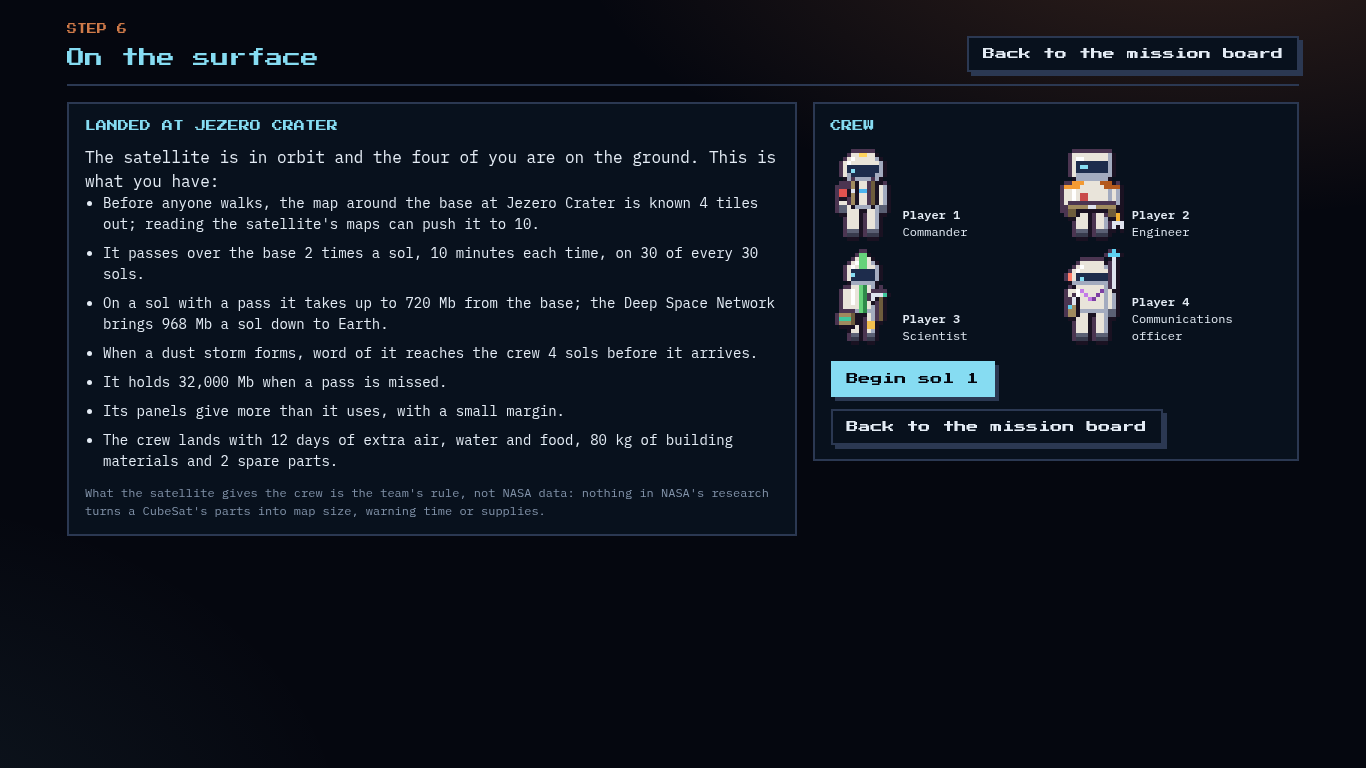 STEP 6
On the surface
Back to the mission board
LANDED AT JEZERO CRATER
The satellite is in orbit and the four of you are on the ground. This is
what you have:
• Before anyone walks, the map around the base at Jezero Crater is known 4 tiles
out; reading the satellite's maps can push it to 10.
• It passes over the base 2 times a sol, 10 minutes each time, on 30 of every 30
sols.
• On a sol with a pass it takes up to 720 Mb from the base; the Deep Space Network
brings 968 Mb a sol down to Earth.
• When a dust storm forms, word of it reaches the crew 4 sols before it arrives.
• It holds 32,000 Mb when a pass is missed.
• Its panels give more than it uses, with a small margin.
• The crew lands with 12 days of extra air, water and food, 80 kg of building
materials and 2 spare parts.
What the satellite gives the crew is the team's rule, not NASA data: nothing in NASA's research
turns a CubeSat's parts into map size, warning time or supplies.
CREW
Player 1
Commander
Player 2
Engineer
Player 3
Scientist
Player 4
Communications
officer
Begin sol 1
Back to the mission board